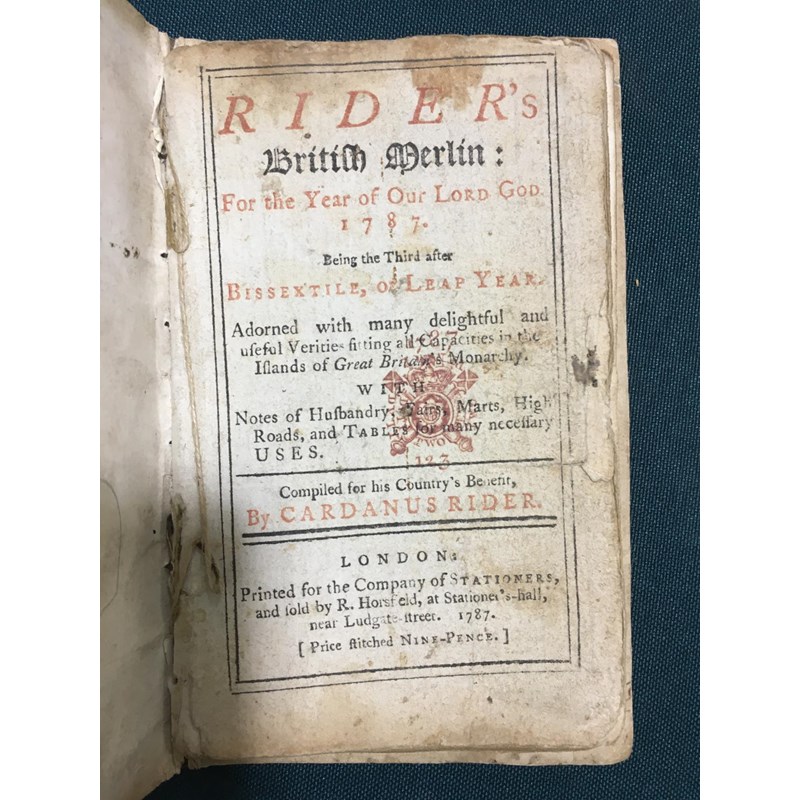 RIDER's
Britiſh Merlin:
For the Year of Our LORD GOD
1787.
Being the Third after
BISSEXTILE, or LEAP YEAR.
Adorned with many delightful and
uſeful Verities fitting all Capacities in the
Iſlands of Great Britain's Monarchy.
WITH
Notes of Huſbandry, Fairs, Marts, High
Roads, and TABLES for many neceſſary
USES.
Compiled for his Country's Benefit,
By CARDANUS RIDER.
LONDON:
Printed for the Company of STATIONERS,
and ſold by R. Horsfield, at Stationer's-hall,
near Ludgate-ſtreet. 1787.
[Price ſtitched NINE-PENCE.]
TWO
123